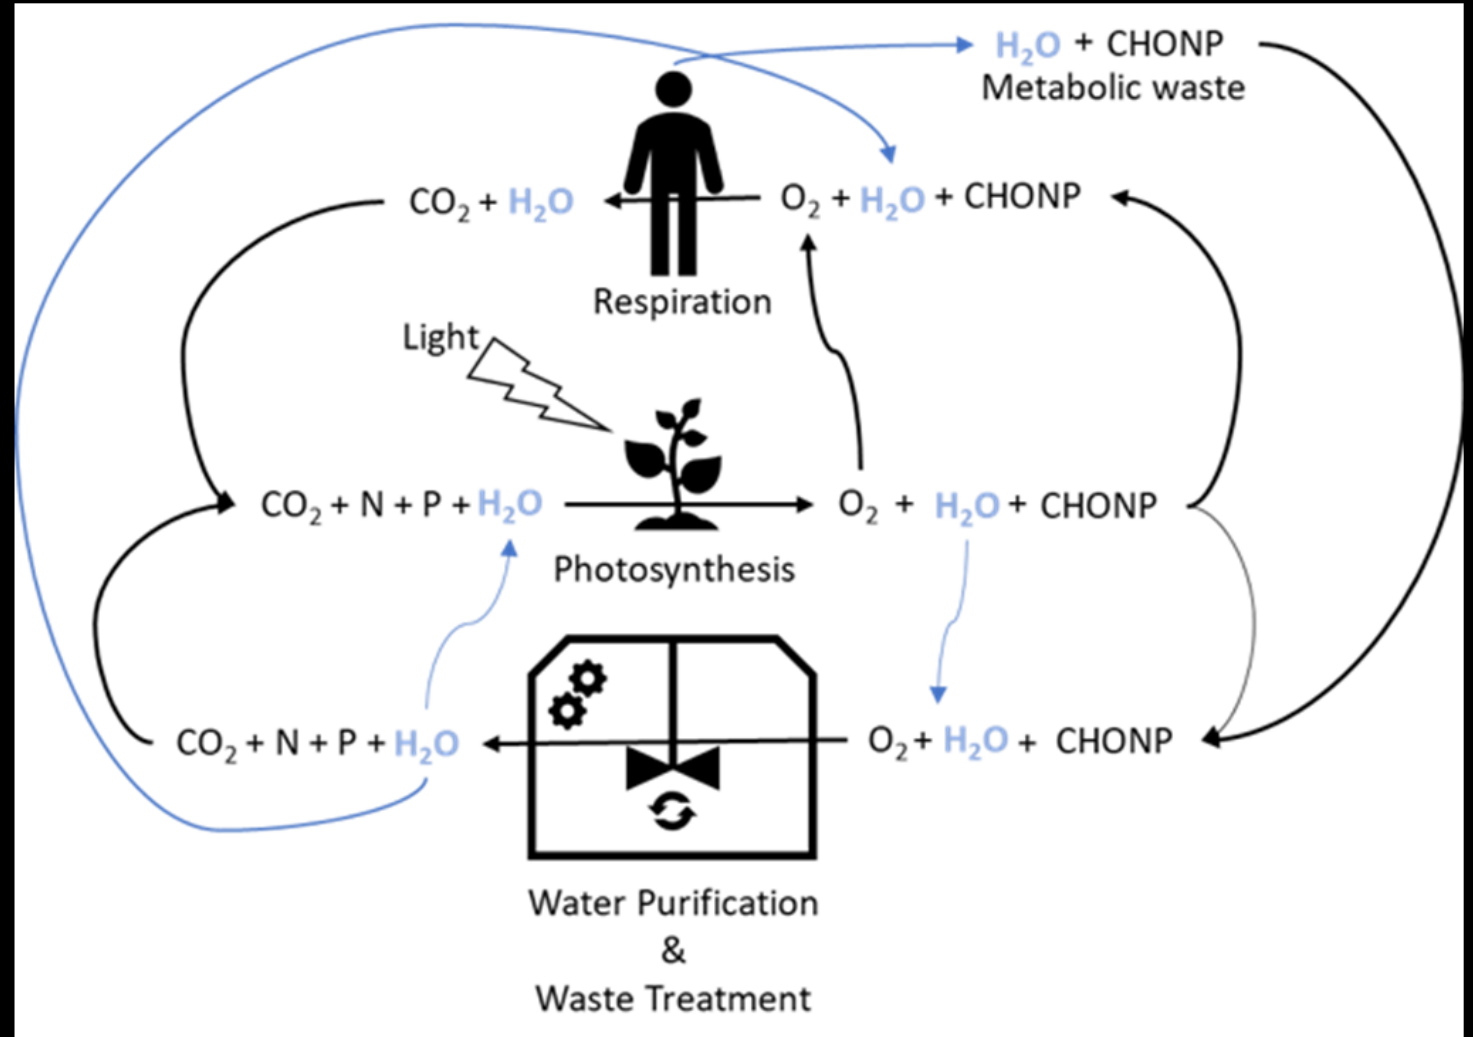 H₂O + CHONP
Metabolic waste
CO₂ + H₂O
O₂ + H₂O + CHONP
Respiration
Light
CO₂ + N + P + H₂O
O₂ + H₂O + CHONP
Photosynthesis
CO₂ + N + P + H₂O
O₂ + H₂O + CHONP
Water Purification
&
Waste Treatment